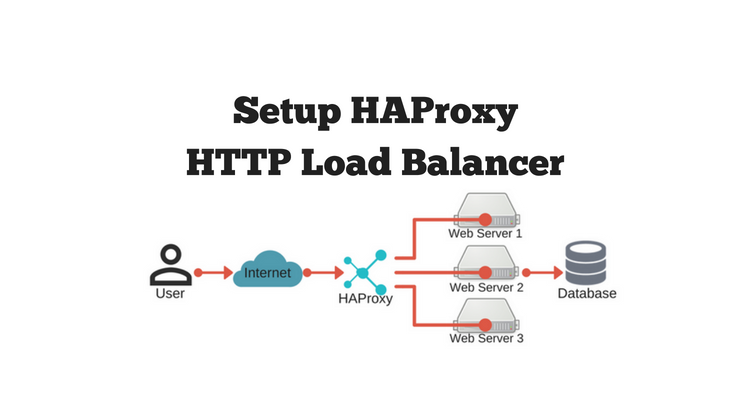 Setup HAProxy
HTTP Load Balancer
User
Internet
HAProxy
Web Server 1
Web Server 2
Web Server 3
Database